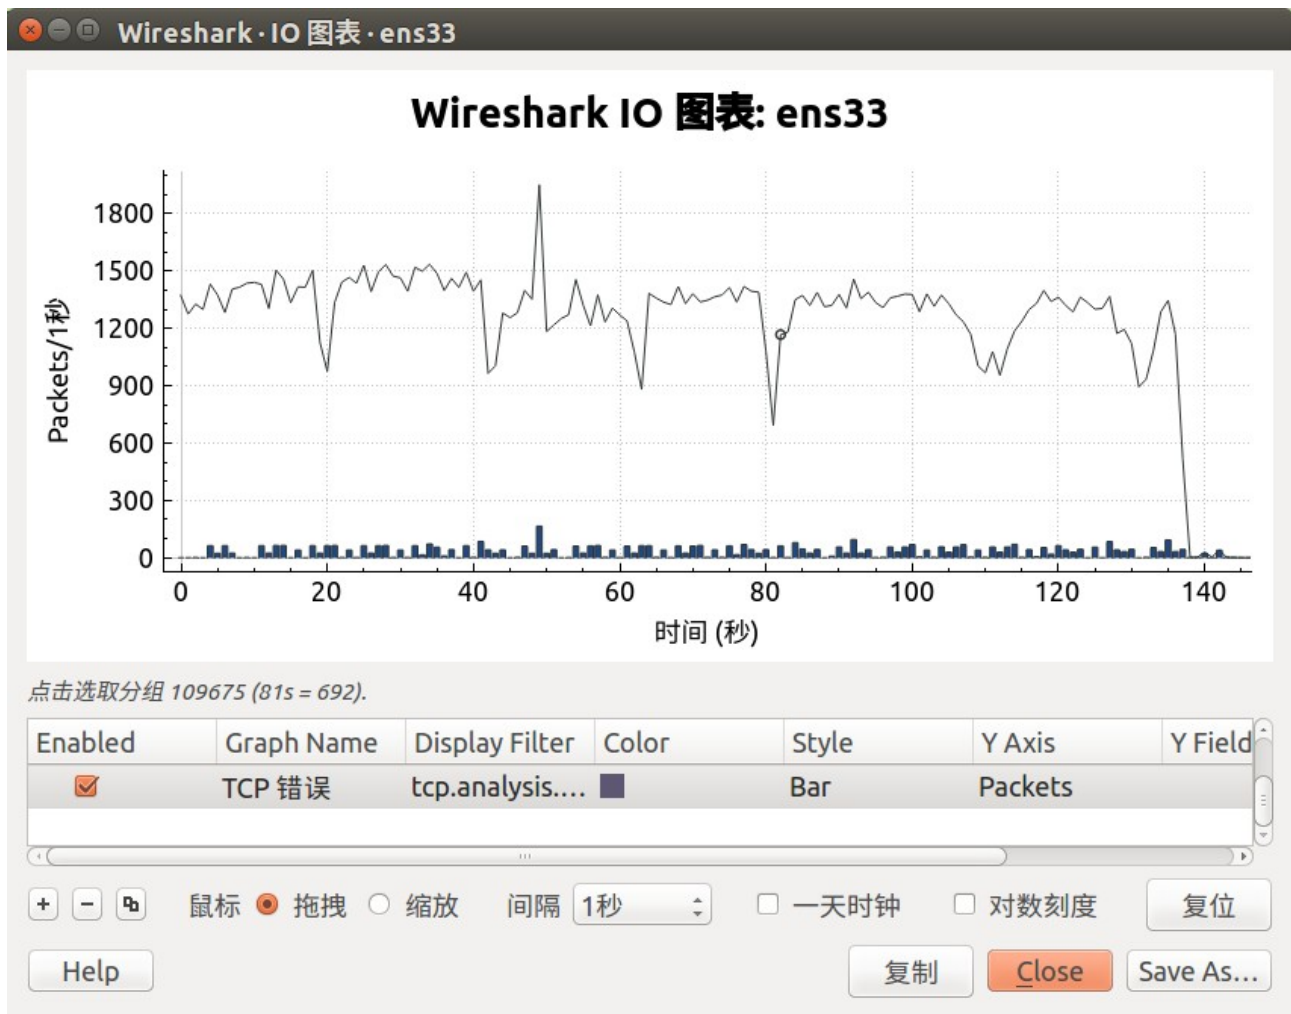 Wireshark · IO 图表 · ens33
Wireshark IO 图表: ens33
Packets/1秒
1800
1500
1200
900
600
300
0
0 20 40 60 80 100 120 140
时间 (秒)
点击选取分组 109675 (81s = 692).
Enabled Graph Name Display Filter Color Style Y Axis Y Field
TCP 错误 tcp.analysis.… Bar Packets
+ - 鼠标 拖拽 缩放 间隔 1秒 一天时钟 对数刻度 复位
Help 复制 Close Save As…